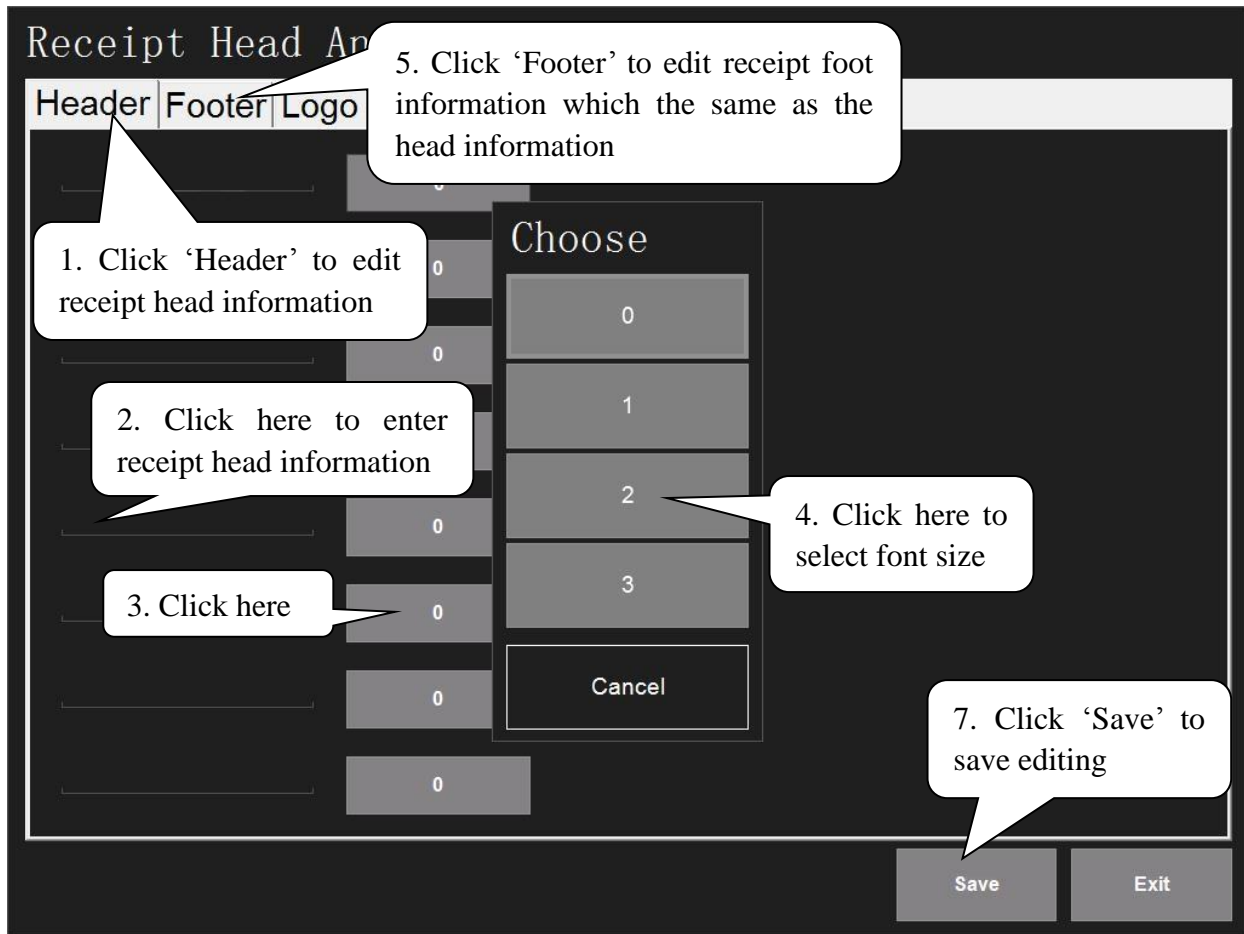 Receipt Head An
5. Click ‘Footer’ to edit receipt foot
information which the same as the
head information
Header Footer Logo
0
1. Click ‘Header’ to edit
receipt head information
0
Choose
0
0
1
2. Click here to enter
receipt head information
2
4. Click here to
select font size
0
3
3. Click here
0
Cancel
0
7. Click ‘Save’ to
save editing
0
Save
Exit